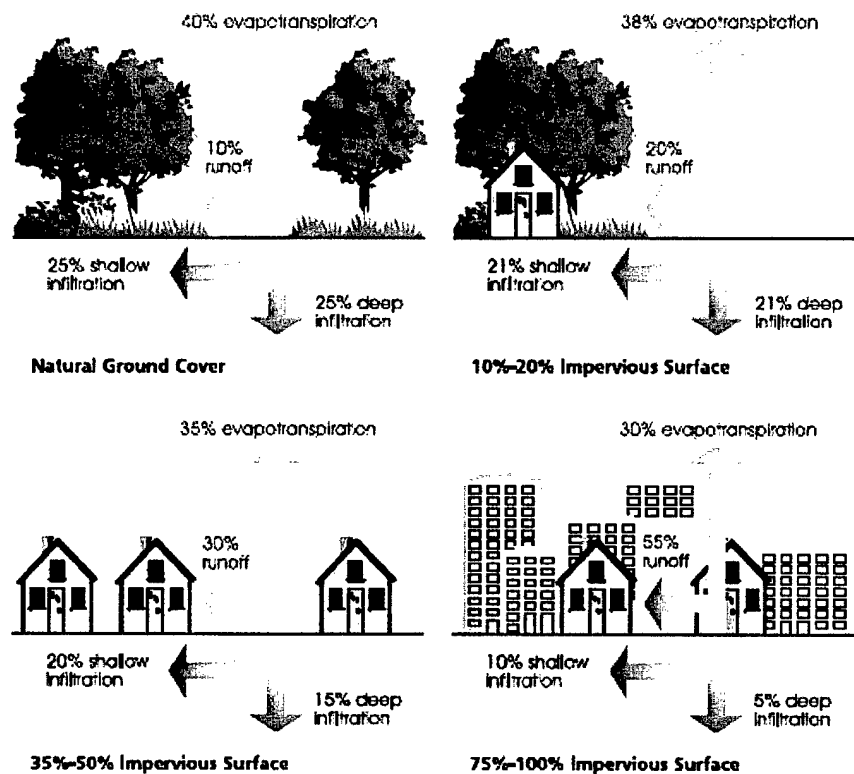 40% evapotranspiration
10%
runoff
25% shallow
infiltration
25% deep
infiltration
Natural Ground Cover
38% evapotranspiration
20%
runoff
21% shallow
infiltration
21% deep
infiltration
10%–20% Impervious Surface
35% evapotranspiration
30%
runoff
20% shallow
infiltration
15% deep
infiltration
35%–50% Impervious Surface
30% evapotranspiration
55%
runoff
10% shallow
infiltration
5% deep
infiltration
75%–100% Impervious Surface